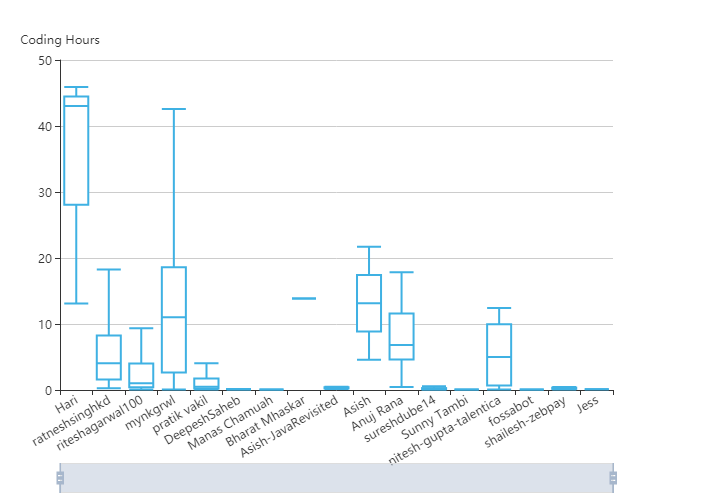 Coding Hours
50
40
30
20
10
0
Hari
ratneshsinghkd
riteshagarwal100
mynkgrwl
pratik vakil
DeepeshSaheb
Manas Chamuah
Bharat Mhaskar
Asish-JavaRevisited
Asish
Anuj Rana
sureshdube14
Sunny Tambi
nitesh-gupta-talentica
fossabot
shailesh-zebpay
Jess